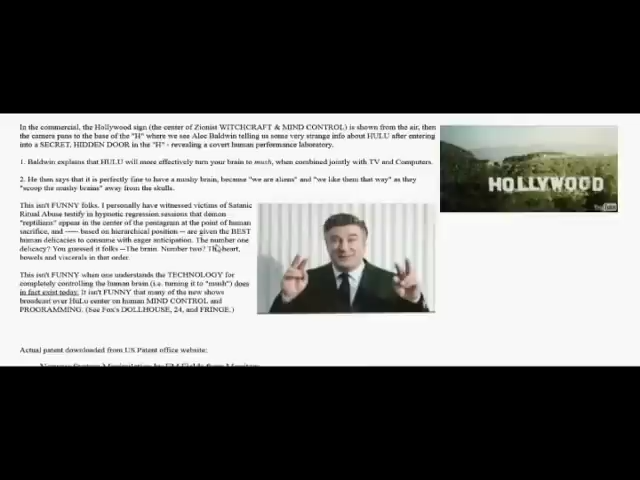 In the commercial, the Hollywood sign (the center of Zionist WITCHCRAFT & MIND CONTROL) is shown from the air, then
the camera pans to the base of the "H" where we see Alec Baldwin telling us some very strange info about HULU after entering
into a SECRET, HIDDEN DOOR in the "H" - revealing a covert human performance laboratory.
HOLLYWOOD
YouTube
1. Baldwin explains that HULU will more effectively turn your brain to mush, when combined jointly with TV and Computers.
2. He then says that it is perfectly fine to have a mushy brain, because "we are aliens" and "we like them that way" as they
"scoop the mushy brains" away from the skulls.
This isn't FUNNY folks. I personally have witnessed victims of Satanic
Ritual Abuse testify in hypnotic regression sessions that demon
"reptilians" appear in the center of the pentagram at the point of human
sacrifice, and ---- based on hierarchical position -- are given the BEST
human delicacies to consume with eager anticipation. The number one
delicacy? You guessed it folks --The brain. Number two? The heart,
bowels and viscerals in that order.
This isn't FUNNY when one understands the TECHNOLOGY for
completely controlling the human brain (i.e. turning it to "mush") does
in fact exist today. It isn't FUNNY that many of the new shows
broadcast over HuLu center on human MIND CONTROL and
PROGRAMMING. (See Fox's DOLLHOUSE, 24, and FRINGE.)
Actual patent downloaded from US Patent office website: